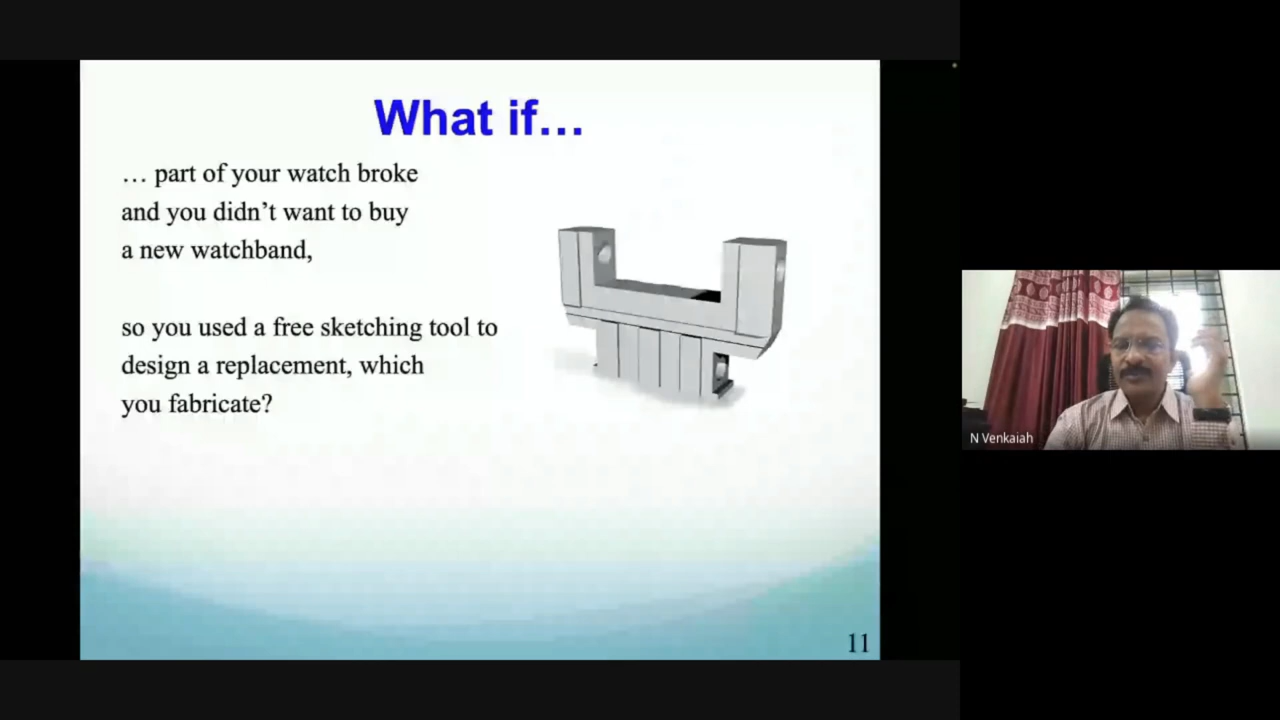 What if…
… part of your watch broke
and you didn’t want to buy
a new watchband,
so you used a free sketching tool to
design a replacement, which
you fabricate?
11
N Venkaiah